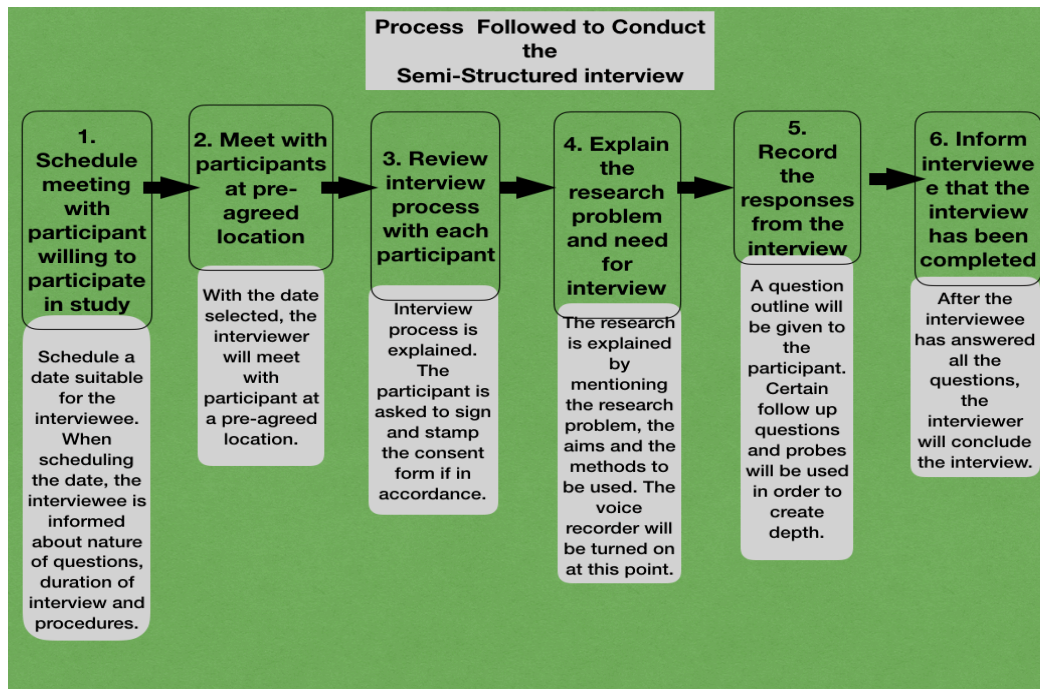 Process Followed to Conduct
the
Semi-Structured interview
1.
Schedule
meeting
with
participant
willing to
participate
in study
Schedule a
date suitable
for the
interviewee.
When
scheduling
the date, the
interviewee is
informed
about nature
of questions,
duration of
interview and
procedures.
2. Meet with
participants
at pre-
agreed
location
With the date
selected, the
interviewer
will meet
with
participant at
a pre-agreed
location.
3. Review
interview
process
with each
participant
Interview
process is
explained.
The
participant is
asked to sign
and stamp
the consent
form if in
accordance.
4. Explain
the
research
problem
and need
for
interview
The research
is explained
by
mentioning
the research
problem, the
aims and the
methods to
be used. The
voice
recorder will
be turned on
at this point.
5.
Record
the
responses
from the
interview
A question
outline will
be given to
the
participant.
Certain
follow up
questions
and probes
will be used
in order to
create
depth.
6. Inform
interviewe
e that the
interview
has been
completed
After the
interviewee
has answered
all the
questions,
the
interviewer
will conclude
the interview.